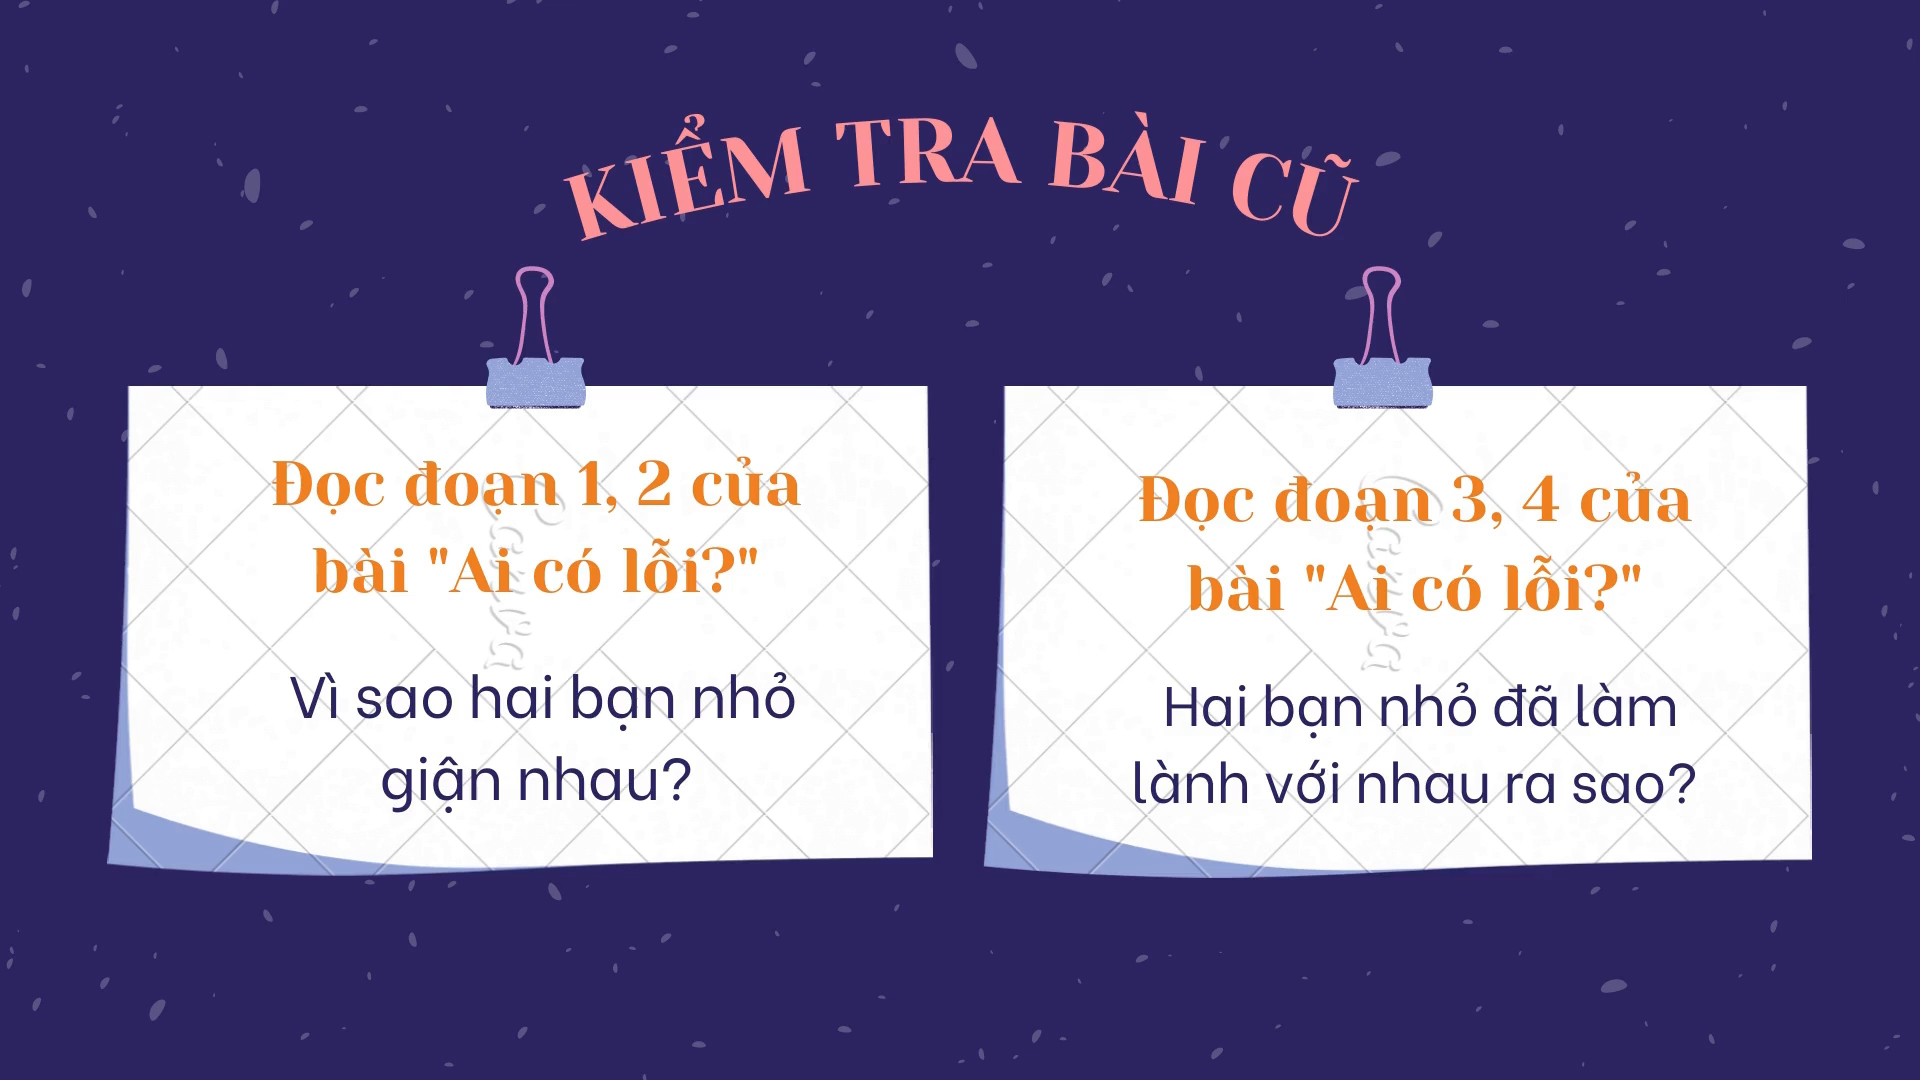 KIỂM TRA BÀI CŨ
Đọc đoạn 1, 2 của
bài "Ai có lỗi?"
Vì sao hai bạn nhỏ
giận nhau?
Đọc đoạn 3, 4 của
bài "Ai có lỗi?"
Hai bạn nhỏ đã làm
lành với nhau ra sao?